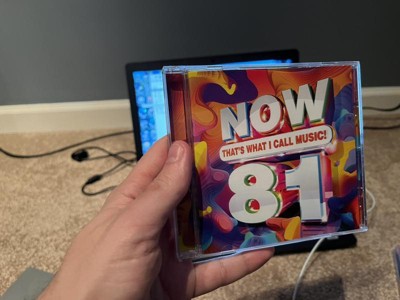 NOW
THAT'S WHAT I CALL MUSIC!
81